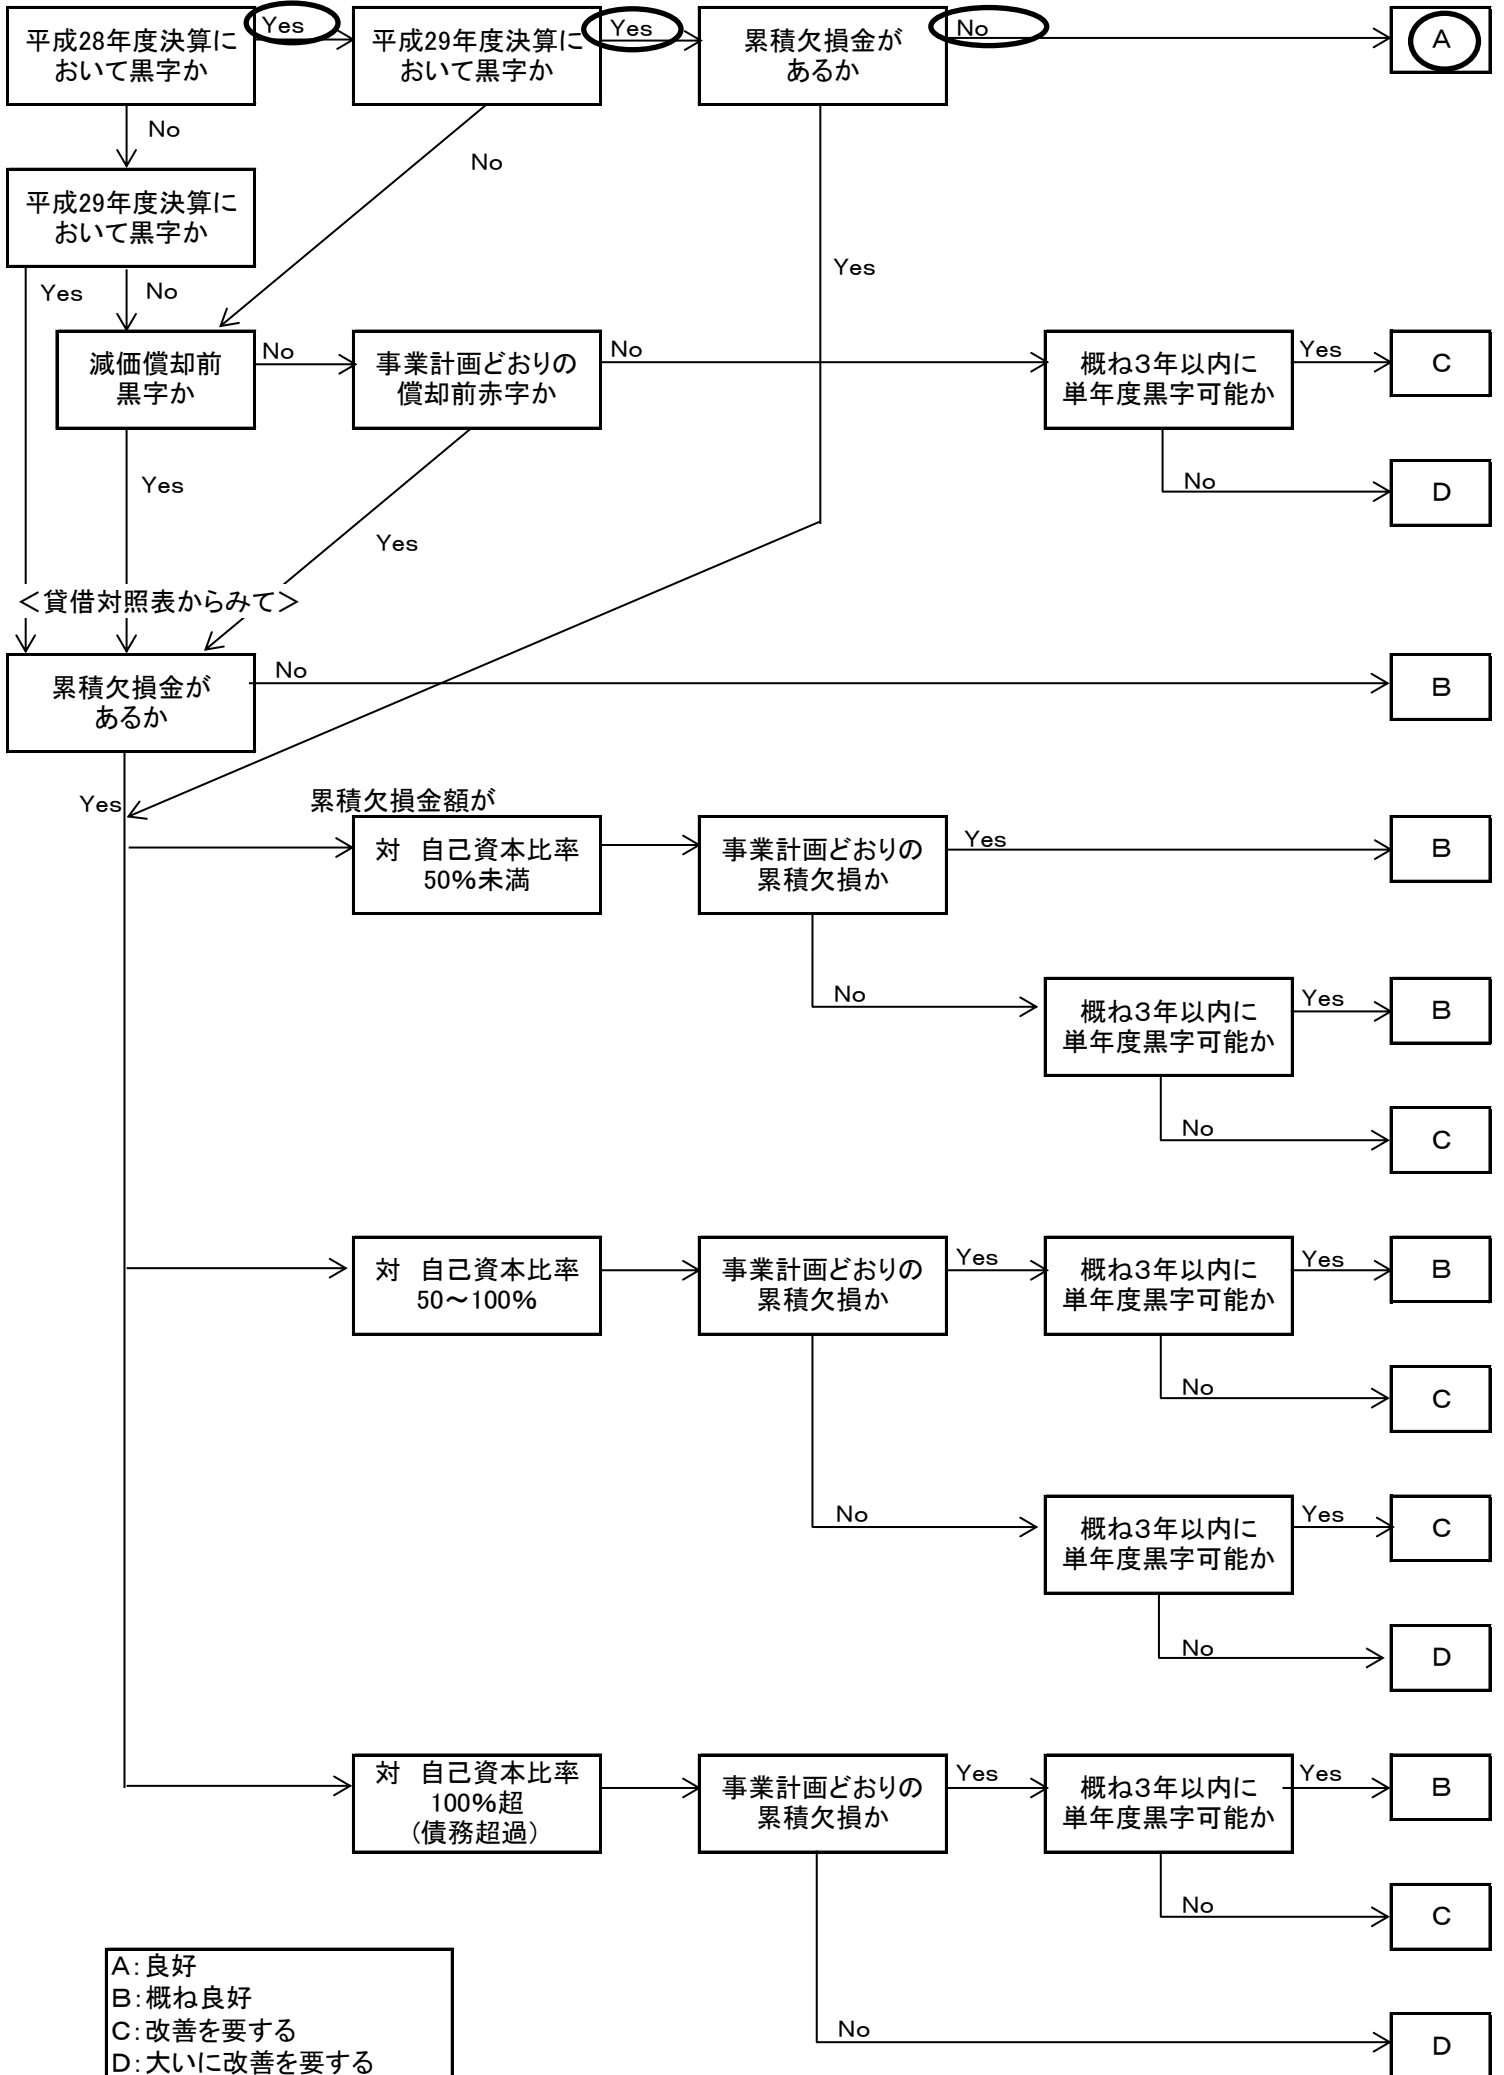 平成28年度決算に
おいて黒字か
Yes
平成29年度決算に
おいて黒字か
Yes
累積欠損金が
あるか
No
A
No
No
平成29年度決算に
おいて黒字か
Yes
Yes
No
減価償却前
黒字か
No
事業計画どおりの
償却前赤字か
No
概ね3年以内に
単年度黒字可能か
Yes
C
Yes
No
D
Yes
＜貸借対照表からみて＞
累積欠損金が
あるか
No
B
Yes
累積欠損金額が
対　自己資本比率
50%未満
事業計画どおりの
累積欠損か
Yes
B
No
概ね3年以内に
単年度黒字可能か
Yes
B
No
C
対　自己資本比率
50～100%
事業計画どおりの
累積欠損か
Yes
概ね3年以内に
単年度黒字可能か
Yes
B
No
C
No
概ね3年以内に
単年度黒字可能か
Yes
C
No
D
対　自己資本比率
100%超
(債務超過)
事業計画どおりの
累積欠損か
Yes
概ね3年以内に
単年度黒字可能か
Yes
B
No
C
No
D
A：良好
B：概ね良好
C：改善を要する
D：大いに改善を要する